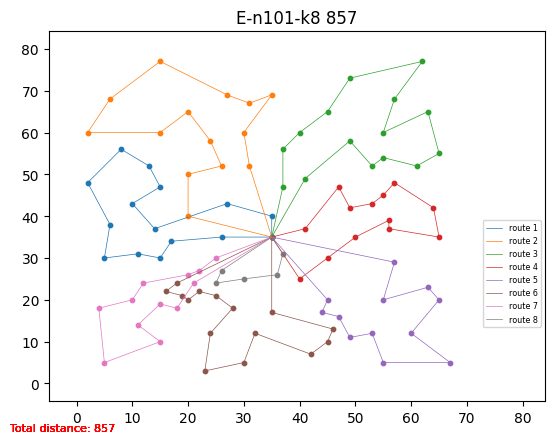 E-n101-k8 857
80
70
60
50
40
30
20
10
0
0 10 20 30 40 50 60 70 80
route 1
route 2
route 3
route 4
route 5
route 6
route 7
route 8
Total distance: 857